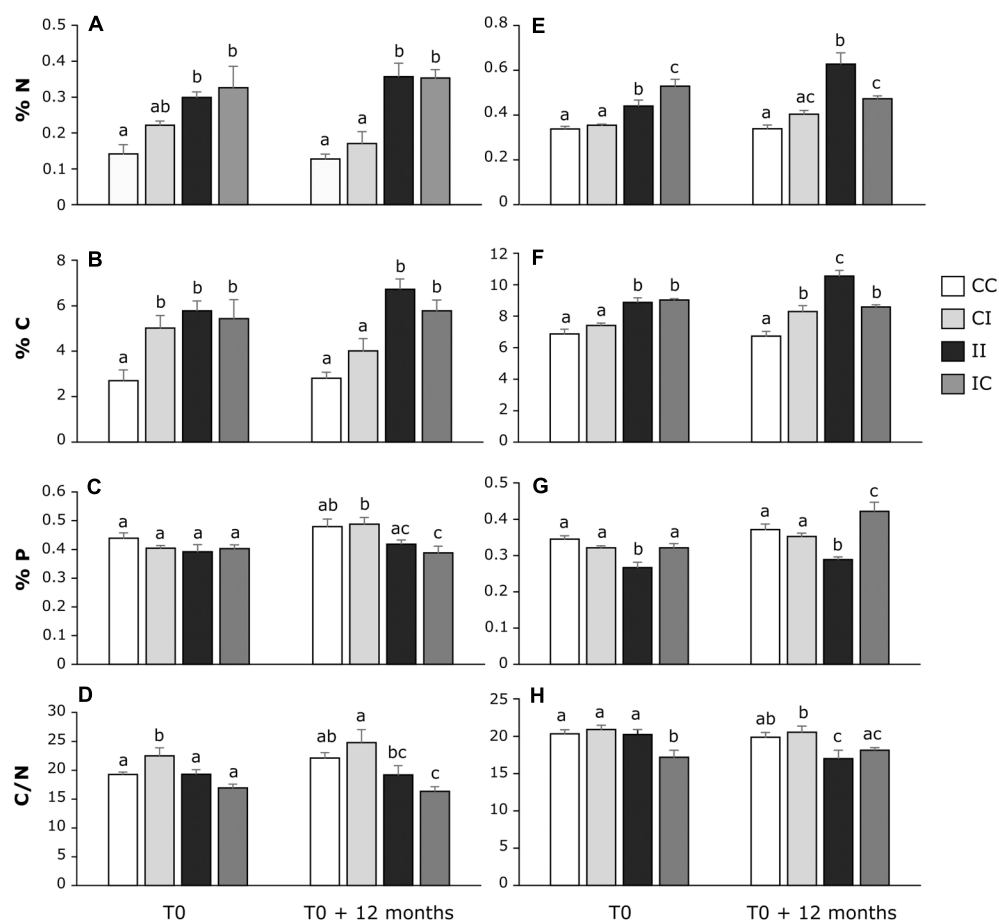 A
% N
0.5
0.4
0.3
0.2
0.1
0
a
ab
b
b
a
a
b
b
E
0.8
0.6
0.4
0.2
0
a
a
b
c
a
ac
b
c
B
% C
8
6
4
2
0
a
b
b
b
a
a
b
b
F
12
10
8
6
4
2
0
a
a
b
b
a
b
c
b
CC
CI
II
IC
C
% P
0.6
0.5
0.4
0.3
0.2
0.1
0
a
a
a
a
ab
b
ac
c
G
0.5
0.4
0.3
0.2
0.1
0
a
a
b
a
a
a
b
c
D
C/N
30
25
20
15
10
5
0
a
b
a
a
ab
a
bc
c
T0
T0 + 12 months
H
25
20
15
10
5
0
a
a
a
b
ab
b
c
ac
T0
T0 + 12 months